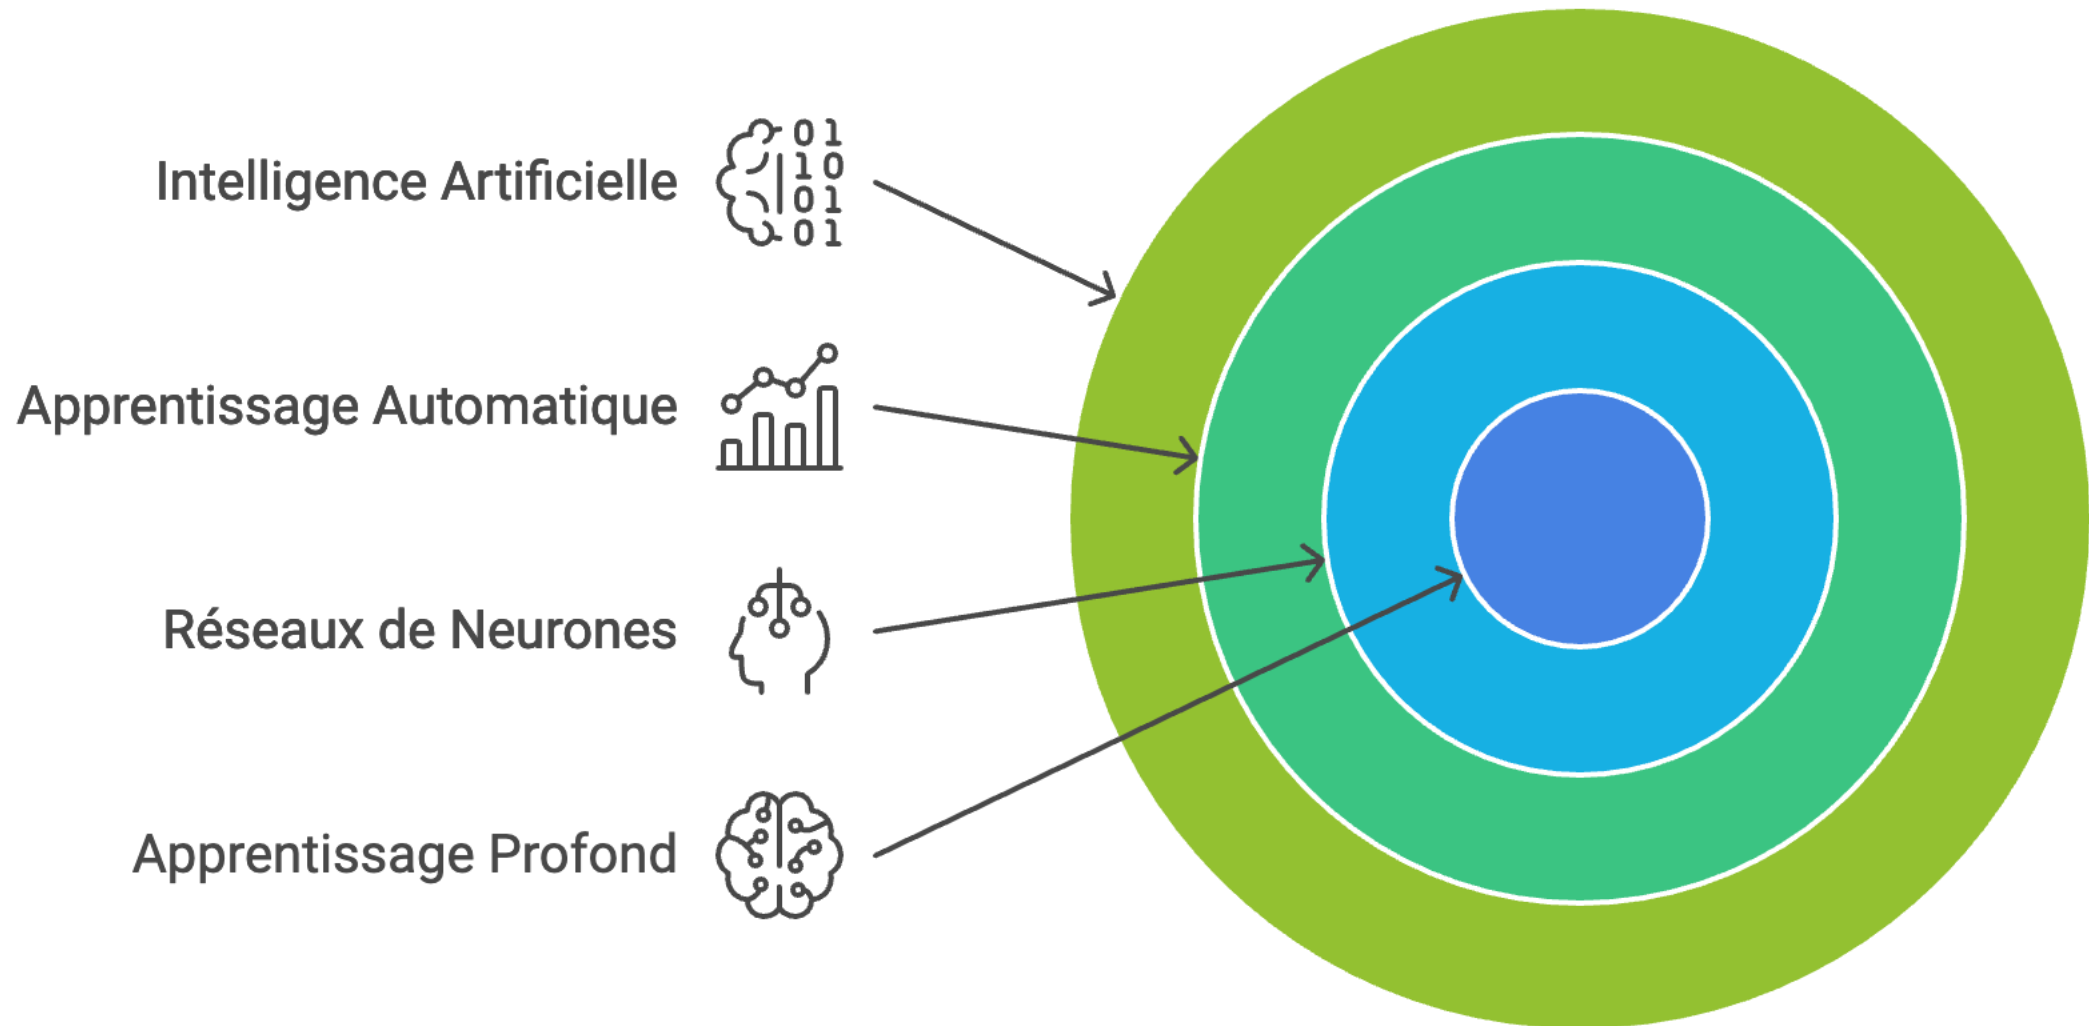 Intelligence Artificielle
01
10
01
01
Apprentissage Automatique
Réseaux de Neurones
Apprentissage Profond